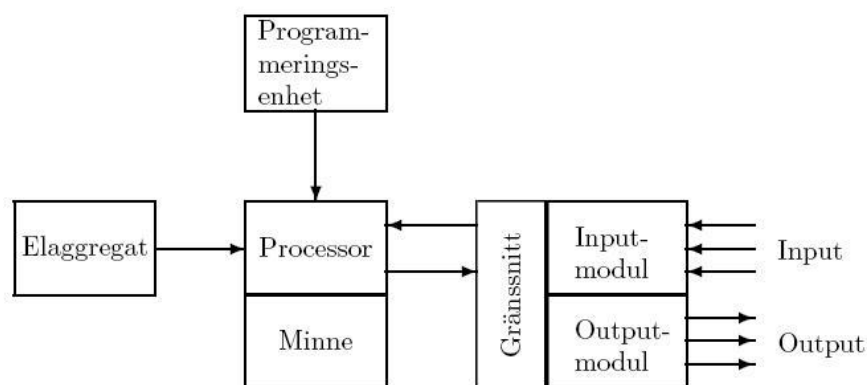 Program-
merings-
enhet
Elaggregat
Processor
Minne
Gränssnitt
Input-
modul
Input
Output-
modul
Output